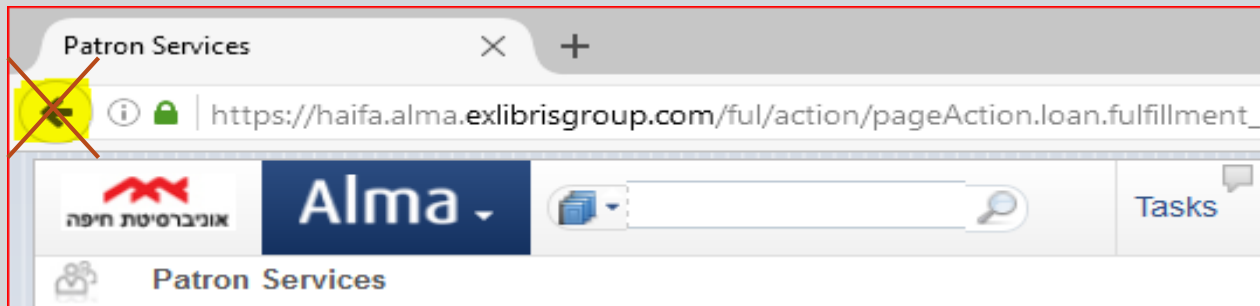 Patron Services
https://haifa.alma.exlibrisgroup.com/ful/action/pageAction.loan.fulfillment_
אוניברסיטת חיפה
Alma
Tasks
Patron Services